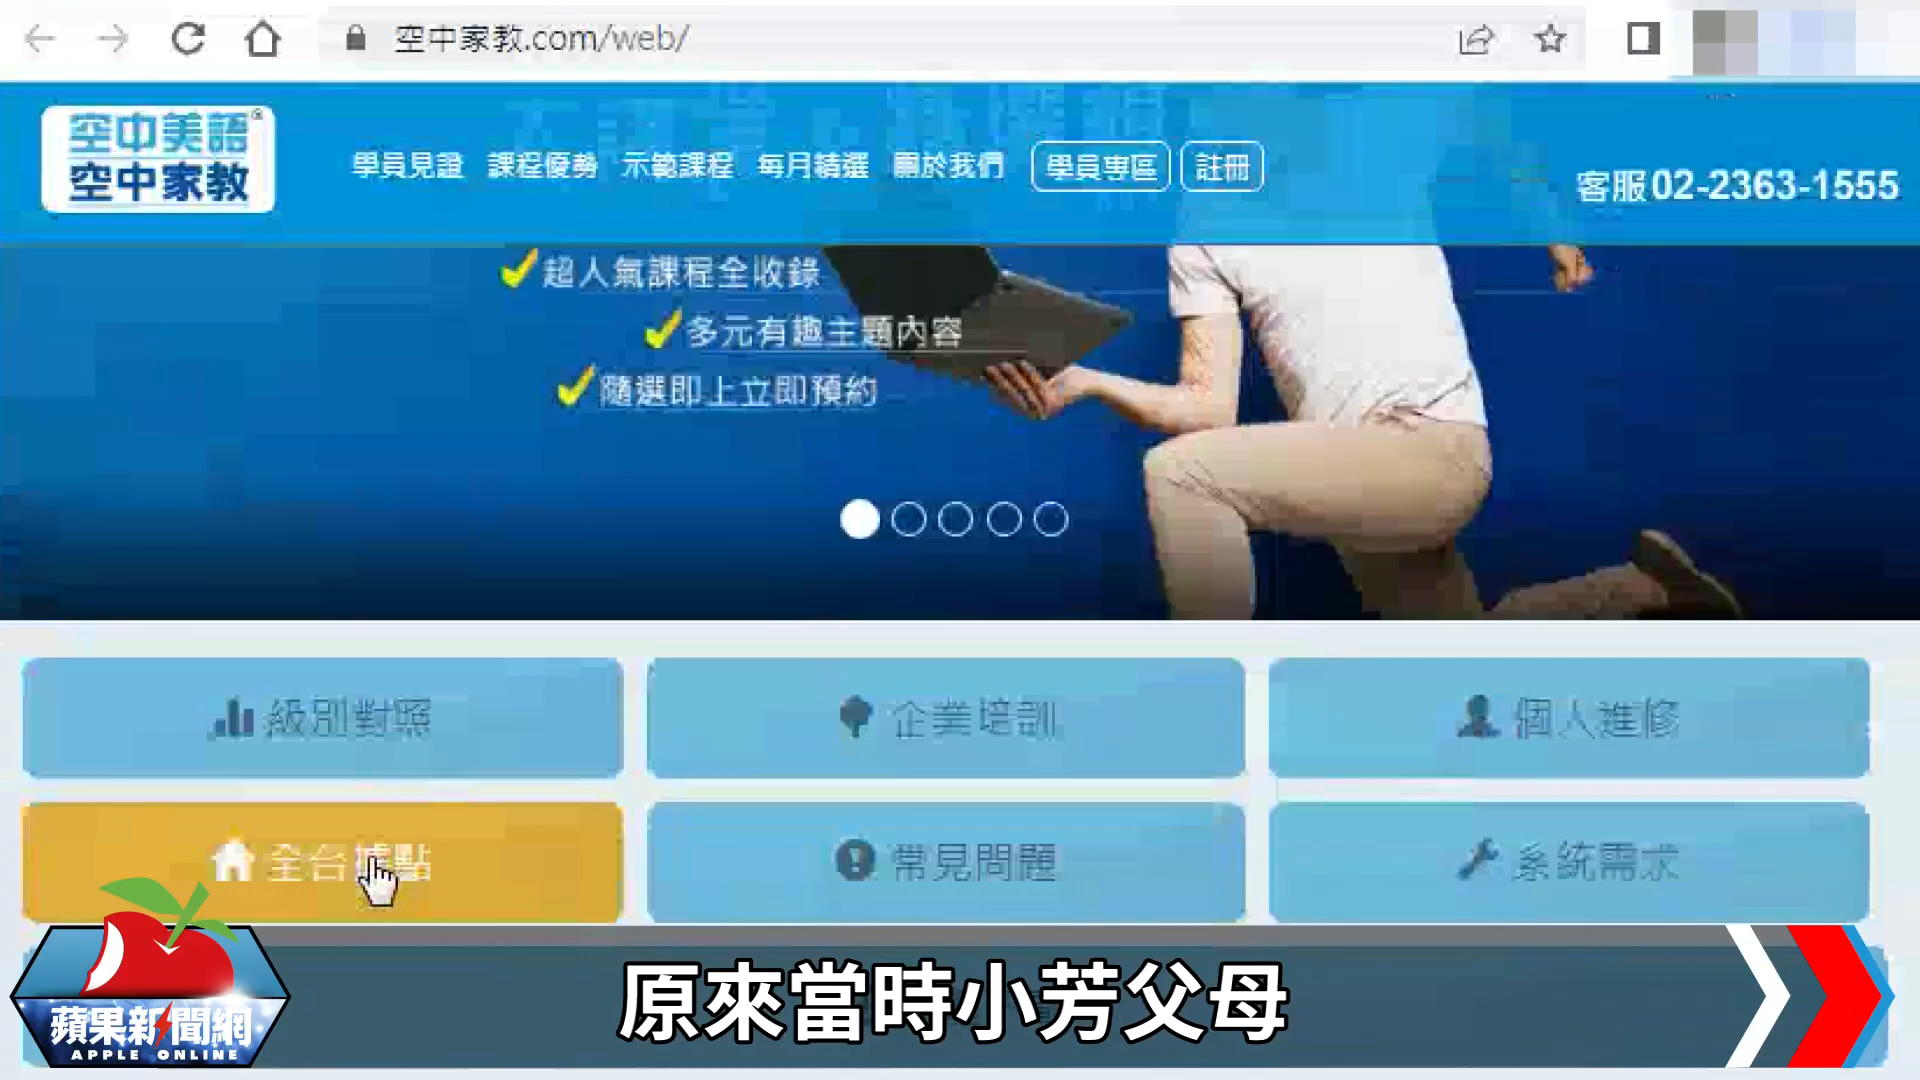 空中家教.com/web/
空中美語®
空中家教
學員見證 課程優勢 示範課程 每月精選 關於我們 學員專區 註冊
客服02-2363-1555
超人氣課程全收錄
多元有趣主題內容
隨選即上立即預約
級別對照 企業培訓 個人進修
全台據點 常見問題 系統需求
原來當時小芳父母
蘋果新聞網
APPLE ONLINE